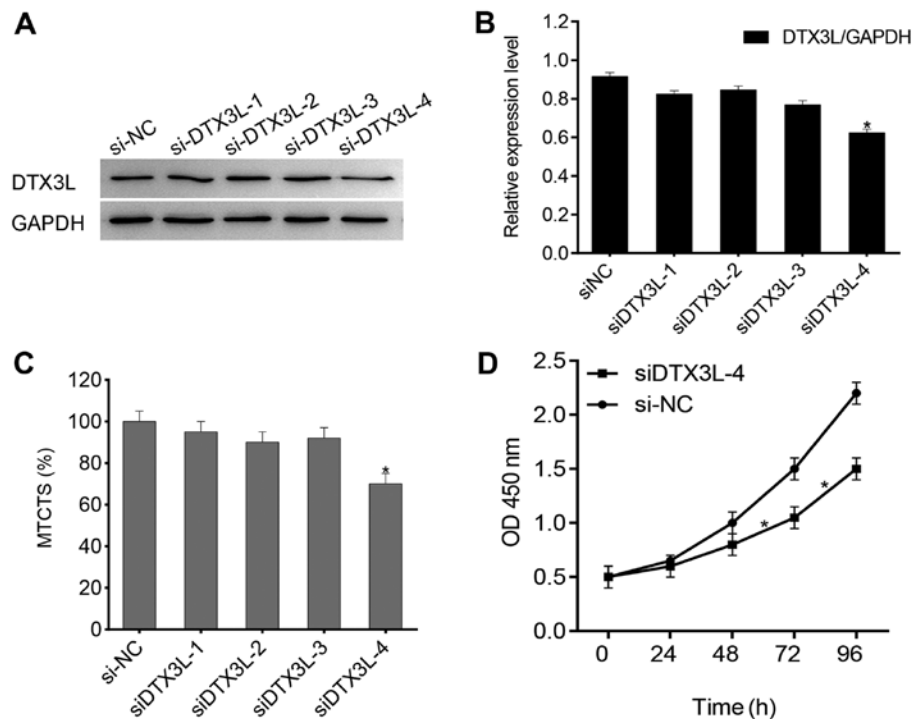 A
si-NC
si-DTX3L-1
si-DTX3L-2
si-DTX3L-3
si-DTX3L-4
DTX3L
GAPDH
B
DTX3L/GAPDH
Relative expression level
1.2
1.0
0.8
0.6
0.4
0.2
0.0
*
siNC
siDTX3L-1
siDTX3L-2
siDTX3L-3
siDTX3L-4
C
MTCTS (%)
120
100
80
60
40
20
0
*
si-NC
siDTX3L-1
siDTX3L-2
siDTX3L-3
siDTX3L-4
D
siDTX3L-4
si-NC
OD 450 nm
2.5
2.0
1.5
1.0
0.5
0.0
*
*
0 24 48 72 96
Time (h)